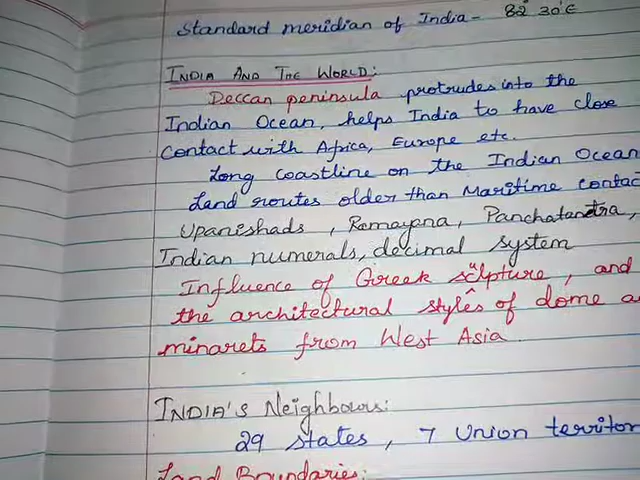 Standard meridian of India - 82° 30'E
INDIA AND THE WORLD:
Deccan peninsula protrudes into the
Indian Ocean, helps India to have close
contact with Africa, Europe etc.
Long coastline on the Indian Ocean
Land routes older than Maritime contac
Upanishads, Ramayana, Panchatantra,
Indian numerals, decimal system
Influence of Greek sculpture, and
the architectural styles of dome a
minarets from West Asia.
INDIA'S Neighbours:
29 states, 7 Union territor
Land Boundaries: